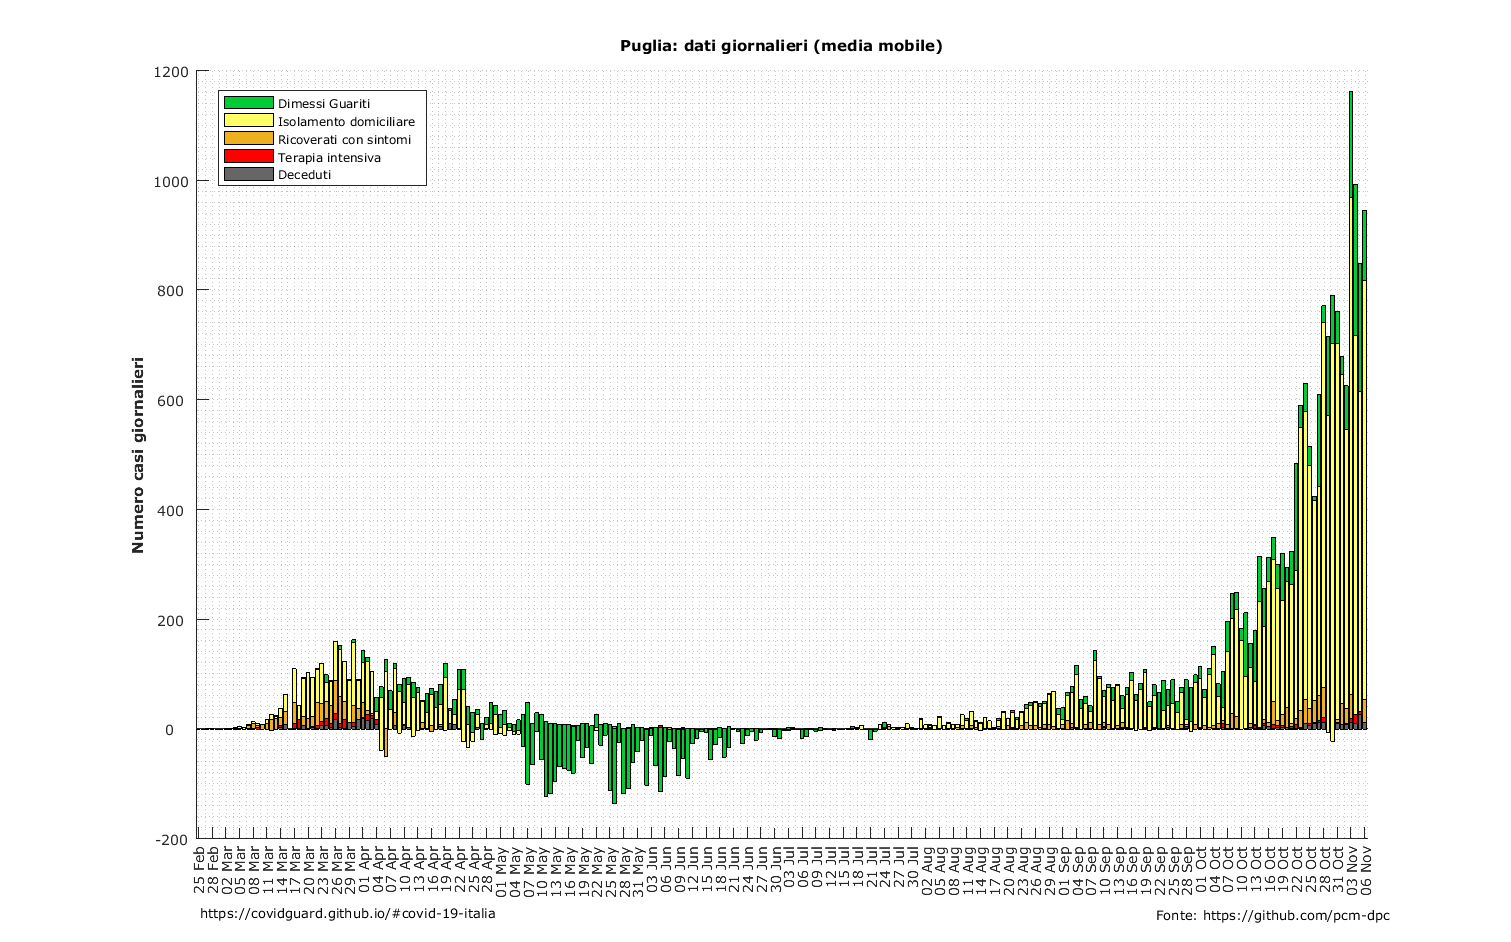 Puglia: dati giornalieri (media mobile)
1200
1000
800
600
400
200
0
-200
Numero casi giornalieri
Dimessi Guariti
Isolamento domiciliare
Ricoverati con sintomi
Terapia intensiva
Deceduti
25 Feb
28 Feb
02 Mar
05 Mar
08 Mar
11 Mar
14 Mar
17 Mar
20 Mar
23 Mar
26 Mar
29 Mar
01 Apr
04 Apr
07 Apr
10 Apr
13 Apr
16 Apr
19 Apr
22 Apr
25 Apr
28 Apr
01 May
04 May
07 May
10 May
13 May
16 May
19 May
22 May
25 May
28 May
31 May
03 Jun
06 Jun
09 Jun
12 Jun
15 Jun
18 Jun
21 Jun
24 Jun
27 Jun
30 Jun
03 Jul
06 Jul
09 Jul
12 Jul
15 Jul
18 Jul
21 Jul
24 Jul
27 Jul
30 Jul
02 Aug
05 Aug
08 Aug
11 Aug
14 Aug
17 Aug
20 Aug
23 Aug
26 Aug
29 Aug
01 Sep
04 Sep
07 Sep
10 Sep
13 Sep
16 Sep
19 Sep
22 Sep
25 Sep
28 Sep
01 Oct
04 Oct
07 Oct
10 Oct
13 Oct
16 Oct
19 Oct
22 Oct
25 Oct
28 Oct
31 Oct
03 Nov
06 Nov
https://covidguard.github.io/#covid-19-italia
Fonte: https://github.com/pcm-dpc